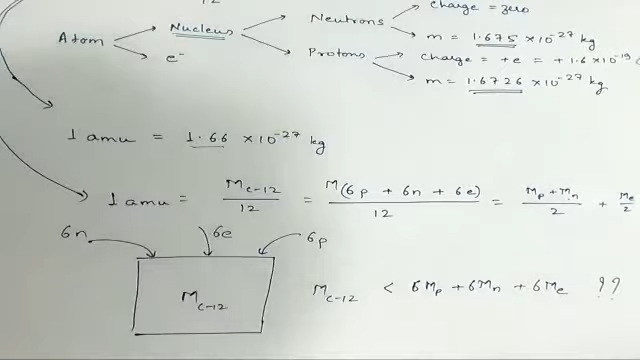 12
Charge = zero
Neutrons
m = 1.675 × 10⁻²⁷ kg
Nucleus
Atom
Protons
Charge = +e = +1.6 × 10⁻¹⁹
e⁻
m = 1.6726 × 10⁻²⁷ kg
1 amu = 1.66 × 10⁻²⁷ kg
1 amu = M_C-12 / 12 = M(6p + 6n + 6e) / 12 = (M_p + M_n) / 2 + M_e / 2
6n 6e 6p
M_C-12
M_C-12 < 6M_p + 6M_n + 6M_e ??